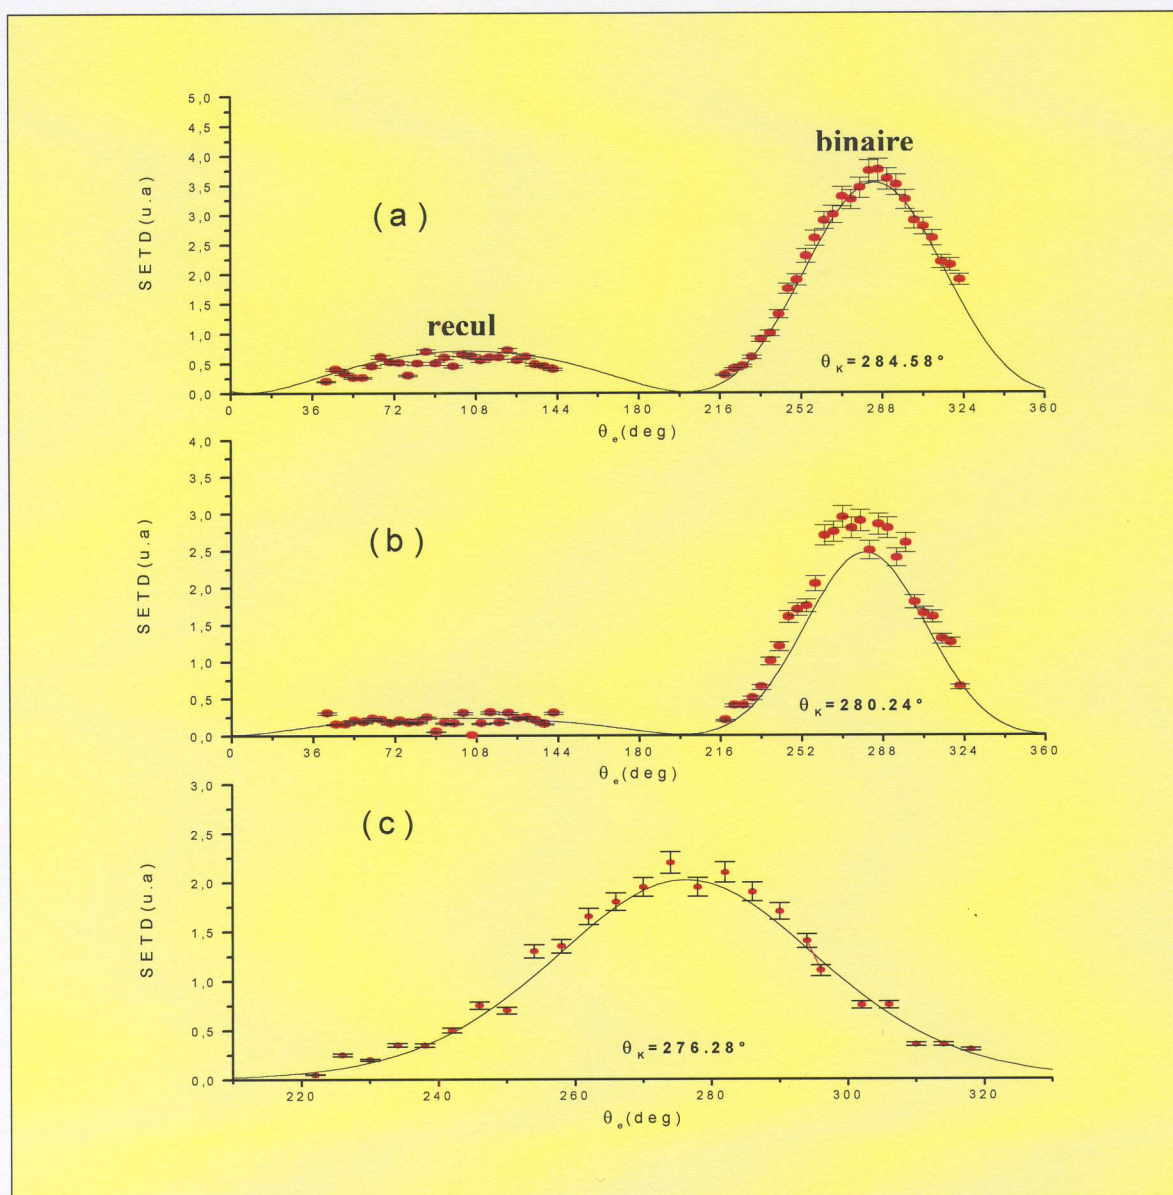 5,0
4,5
4,0
3,5
3,0
2,5
2,0
1,5
1,0
0,5
0,0
SETD(u.a)
(a)
binaire
recul
θK=284.58°
0 36 72 108 144 180 216 252 288 324 360
θe(deg)
4,0
3,5
3,0
2,5
2,0
1,5
1,0
0,5
0,0
SETD(u.a)
(b)
θK=280.24°
0 36 72 108 144 180 216 252 288 324 360
θe(deg)
3,0
2,5
2,0
1,5
1,0
0,5
0,0
SETD(u.a)
(c)
θK=276.28°
220 240 260 280 300 320
θe(deg)